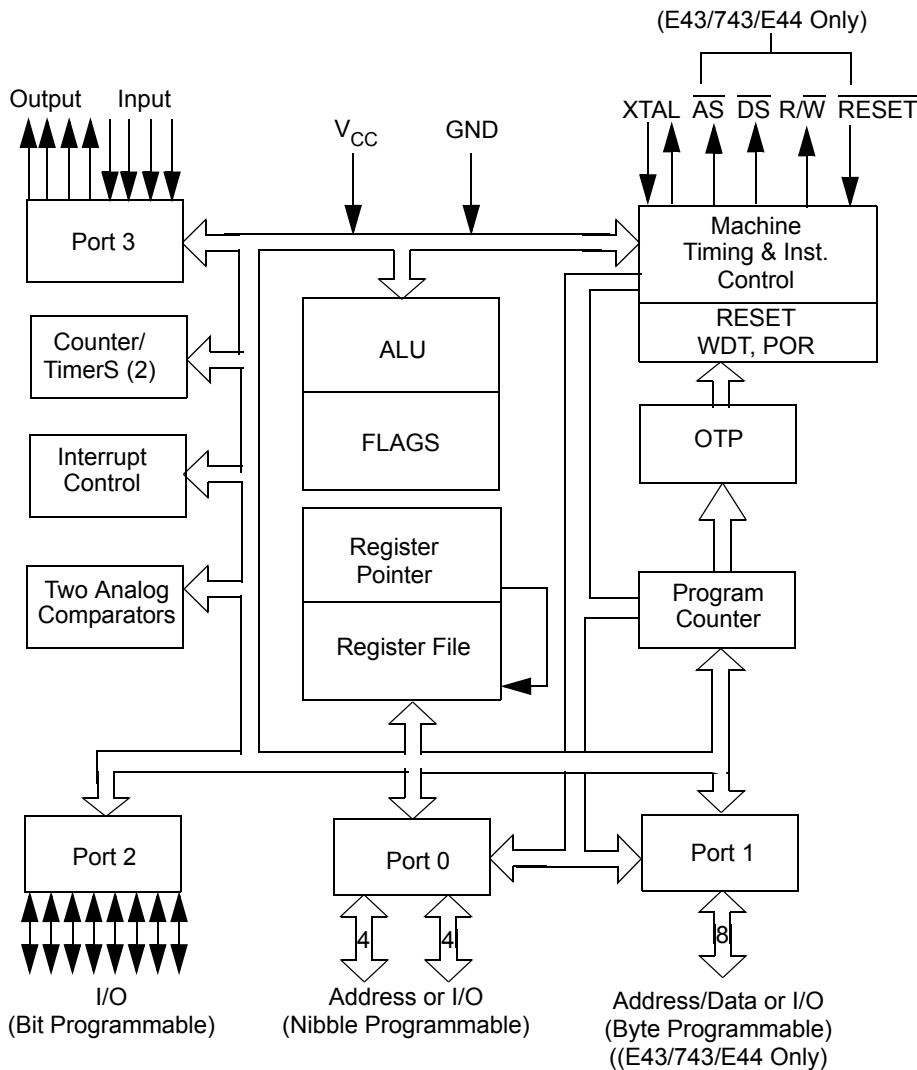 (E43/743/E44 Only)
Output Input
XTAL A̅S̅ D̅S̅ R/W̅ R̅E̅S̅E̅T̅
VCC GND
Port 3
Machine
Timing & Inst.
Control
RESET
WDT, POR
Counter/
TimerS (2)
ALU
FLAGS
OTP
Interrupt
Control
Register
Pointer
Two Analog
Comparators
Program
Counter
Register File
Port 2
Port 0
Port 1
4 4
8
I/O
(Bit Programmable)
Address or I/O
(Nibble Programmable)
Address/Data or I/O
(Byte Programmable)
((E43/743/E44 Only)